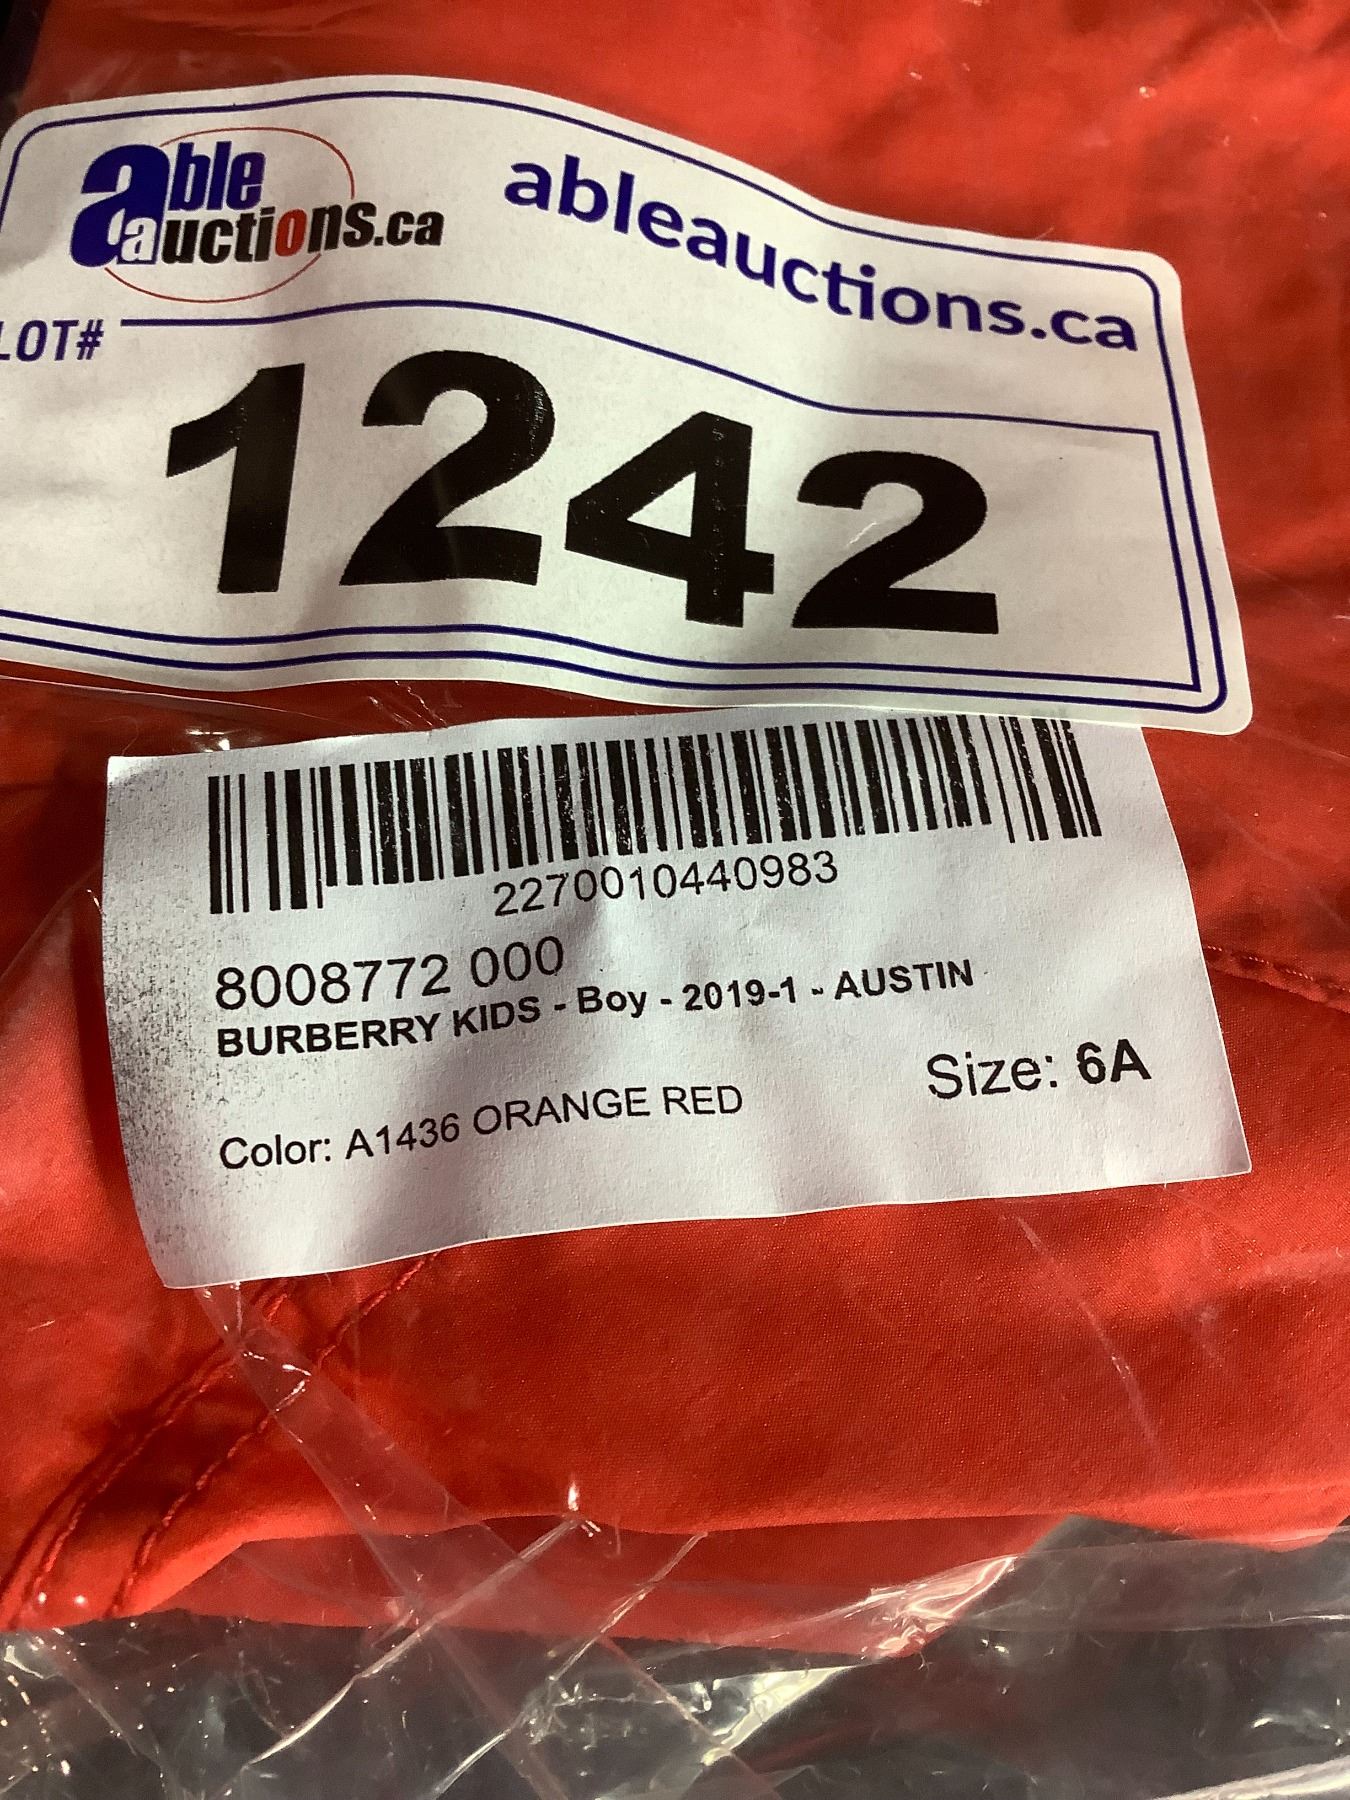 able auctions.ca
ableauctions.ca
LOT#
1242
2270010440983
8008772 000
BURBERRY KIDS - Boy - 2019-1 - AUSTIN
Size: 6A
Color: A1436 ORANGE RED